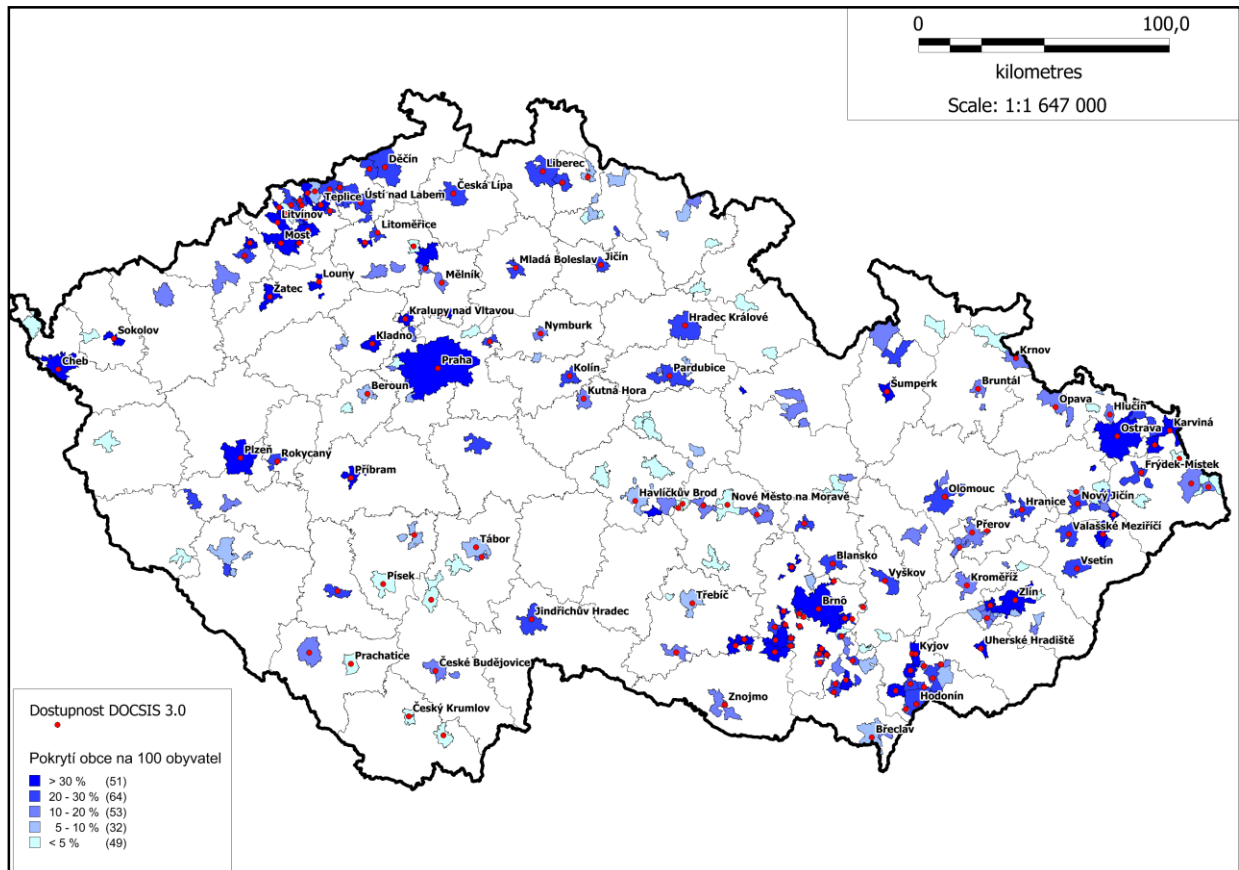 0 100,0
kilometres
Scale: 1:1 647 000
Děčín
Liberec
Česká Lípa
Teplice
Ústí nad Labem
Litvínov
Litoměřice
Most
Mladá Boleslav
Jičín
Louny
Mělník
Žatec
Kralupy nad Vltavou
Hradec Králové
Sokolov
Nymburk
Kladno
Krnov
Cheb
Praha
Kolín
Pardubice
Beroun
Kutná Hora
Šumperk
Bruntál
Opava
Hlučín
Karviná
Ostrava
Plzeň
Rokycany
Příbram
Frýdek-Místek
Olomouc
Havlíčkův Brod
Nové Město na Moravě
Hranice
Nový Jičín
Přerov
Valašské Meziříčí
Tábor
Blansko
Vsetín
Vyškov
Písek
Kroměříž
Třebíč
Zlín
Brno
Jindřichův Hradec
Uherské Hradiště
Kyjov
Prachatice
České Budějovice
Znojmo
Hodonín
Český Krumlov
Břeclav
Dostupnost DOCSIS 3.0
Pokrytí obce na 100 obyvatel
> 30 % (51)
20 - 30 % (64)
10 - 20 % (53)
5 - 10 % (32)
< 5 % (49)